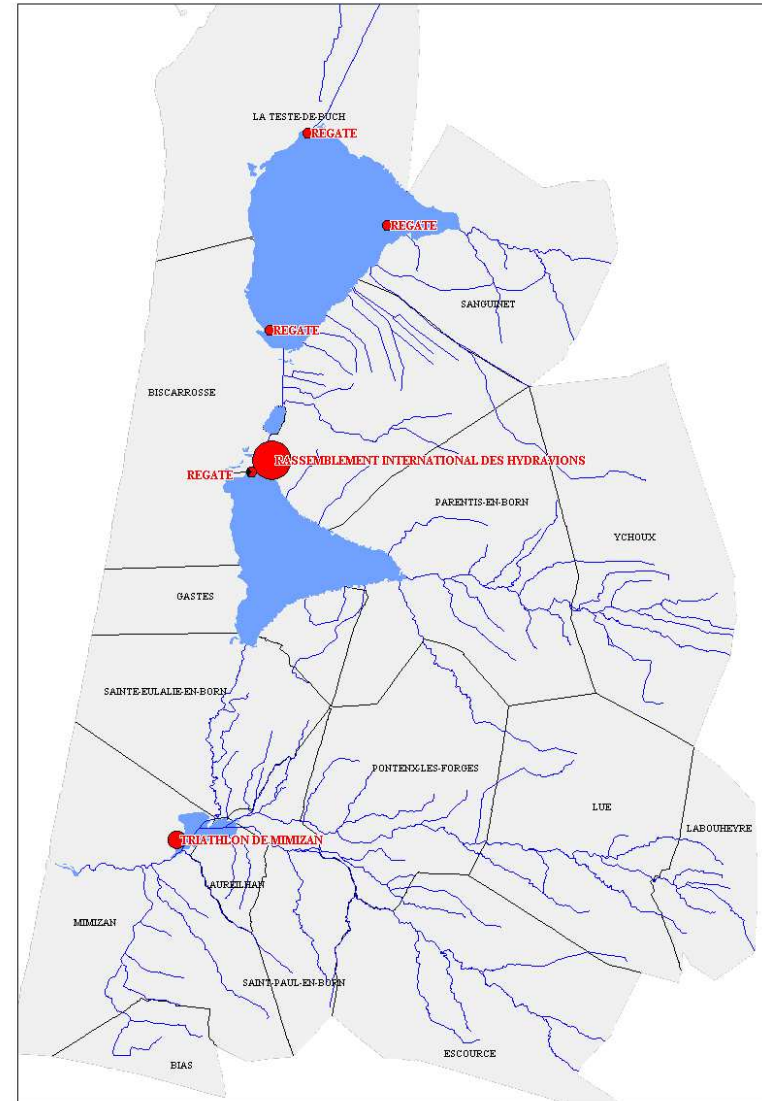 LA TESTE-DE-BUCH
REGATE
REGATE
SANGUINET
REGATE
BISCARROSSE
RASSEMBLEMENT INTERNATIONAL DES HYDRAVIONS
REGATE
PARENTIS-EN-BORN
YCHOUX
GASTES
SAINTE-EULALIE-EN-BORN
PONTENX-LES-FORGES
LUE
LABOUHEYRE
TRIATHLON DE MIMIZAN
AUREILHAN
MIMIZAN
SAINT-PAUL-EN-BORN
ESCOURCE
BIAS